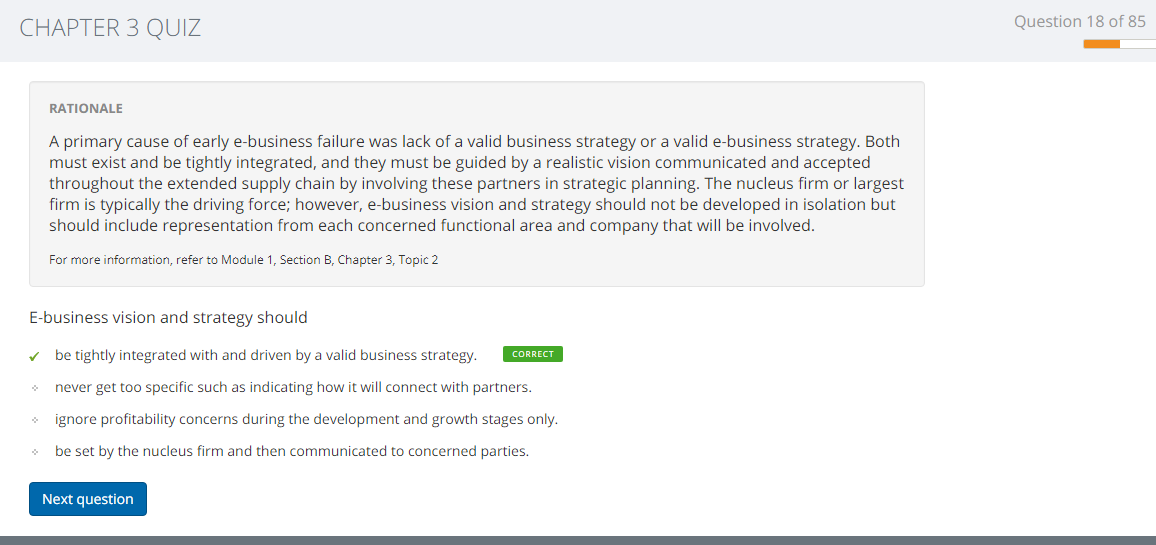 CHAPTER 3 QUIZ
Question 18 of 85
RATIONALE
A primary cause of early e-business failure was lack of a valid business strategy or a valid e-business strategy. Both
must exist and be tightly integrated, and they must be guided by a realistic vision communicated and accepted
throughout the extended supply chain by involving these partners in strategic planning. The nucleus firm or largest
firm is typically the driving force; however, e-business vision and strategy should not be developed in isolation but
should include representation from each concerned functional area and company that will be involved.
For more information, refer to Module 1, Section B, Chapter 3, Topic 2
E-business vision and strategy should
be tightly integrated with and driven by a valid business strategy.
CORRECT
never get too specific such as indicating how it will connect with partners.
ignore profitability concerns during the development and growth stages only.
be set by the nucleus firm and then communicated to concerned parties.
Next question